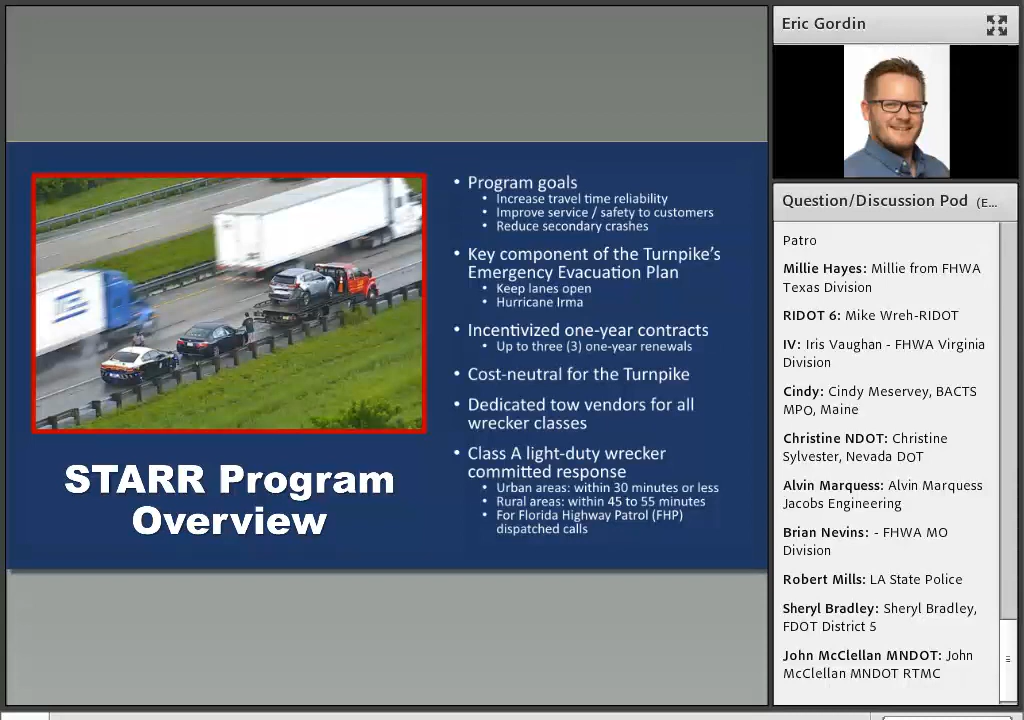 • Program goals
• Increase travel time reliability
• Improve service / safety to customers
• Reduce secondary crashes
• Key component of the Turnpike's
Emergency Evacuation Plan
• Keep lanes open
• Hurricane Irma
• Incentivized one-year contracts
• Up to three (3) one-year renewals
• Cost-neutral for the Turnpike
• Dedicated tow vendors for all
wrecker classes
• Class A light-duty wrecker
committed response
• Urban areas: within 30 minutes or less
• Rural areas: within 45 to 55 minutes
• For Florida Highway Patrol (FHP)
dispatched calls
STARR Program
Overview
Eric Gordin
Question/Discussion Pod (E...
Patro
Millie Hayes: Millie from FHWA
Texas Division
RIDOT 6: Mike Wreh-RIDOT
IV: Iris Vaughan - FHWA Virginia
Division
Cindy: Cindy Meservey, BACTS
MPO, Maine
Christine NDOT: Christine
Sylvester, Nevada DOT
Alvin Marquess: Alvin Marquess
Jacobs Engineering
Brian Nevins: - FHWA MO
Division
Robert Mills: LA State Police
Sheryl Bradley: Sheryl Bradley,
FDOT District 5
John McClellan MNDOT: John
McClellan MNDOT RTMC